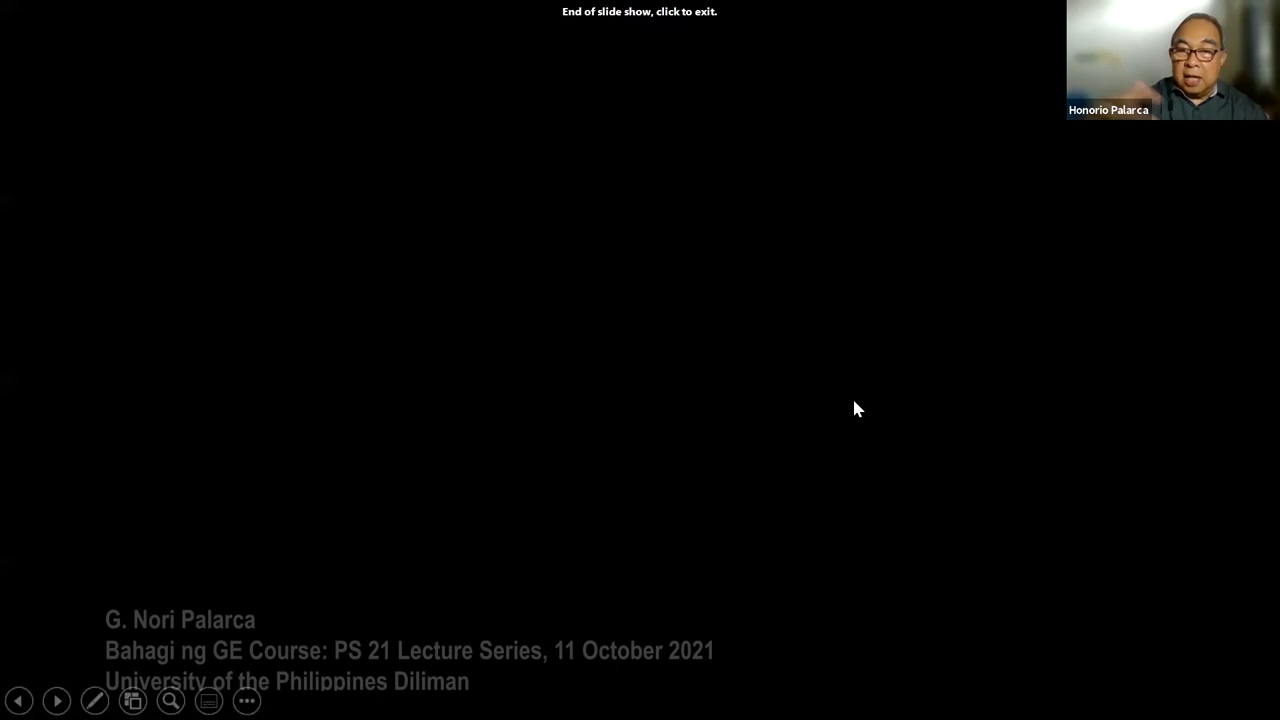 End of slide show, click to exit.
Honorio Palarca
G. Nori Palarca
Bahagi ng GE Course: PS 21 Lecture Series, 11 October 2021
University of the Philippines Diliman